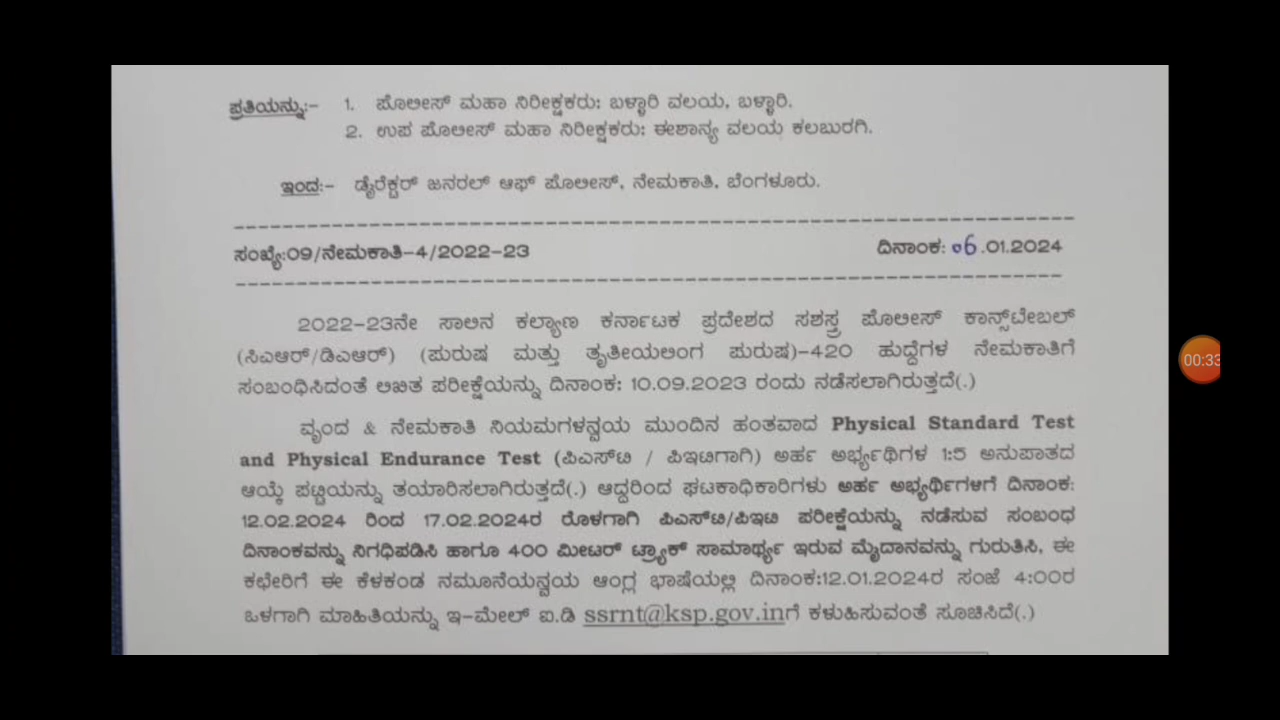 ಪ್ರತಿಯನ್ನು:- 1. ಪೊಲೀಸ್ ಮಹಾ ನಿರೀಕ್ಷಕರು: ಬಳ್ಳಾರಿ ವಲಯ, ಬಳ್ಳಾರಿ.
2. ಉಪ ಪೊಲೀಸ್ ಮಹಾ ನಿರೀಕ್ಷಕರು: ಈಶಾನ್ಯ ವಲಯ ಕಲಬುರಗಿ.
ಇಂದ:- ಡೈರೆಕ್ಟರ್ ಜನರಲ್ ಆಫ್ ಪೊಲೀಸ್, ನೇಮಕಾತಿ, ಬೆಂಗಳೂರು.
ಸಂಖ್ಯೆ:09/ನೇಮಕಾತಿ-4/2022-23 ದಿನಾಂಕ: 06.01.2024
2022-23ನೇ ಸಾಲಿನ ಕಲ್ಯಾಣ ಕರ್ನಾಟಕ ಪ್ರದೇಶದ ಸಶಸ್ತ್ರ ಪೊಲೀಸ್ ಕಾನ್ಸ್‌ಟೇಬಲ್
(ಸಿಎಆರ್/ಡಿಎಆರ್) (ಪುರುಷ ಮತ್ತು ತೃತೀಯಲಿಂಗ ಪುರುಷ)-420 ಹುದ್ದೆಗಳ ನೇಮಕಾತಿಗೆ
ಸಂಬಂಧಿಸಿದಂತೆ ಲಿಖಿತ ಪರೀಕ್ಷೆಯನ್ನು ದಿನಾಂಕ: 10.09.2023 ರಂದು ನಡೆಸಲಾಗಿರುತ್ತದೆ(.)
ವೃಂದ & ನೇಮಕಾತಿ ನಿಯಮಗಳನ್ವಯ ಮುಂದಿನ ಹಂತವಾದ Physical Standard Test
and Physical Endurance Test (ಪಿಎಸ್‌ಟಿ / ಪಿಇಟಿಗಾಗಿ) ಅರ್ಹ ಅರ್ಭ್ಯಥಿಗಳ 1:5 ಅನುಪಾತದ
ಆಯ್ಕೆ ಪಟ್ಟಿಯನ್ನು ತಯಾರಿಸಲಾಗಿರುತ್ತದೆ(.) ಆದ್ದರಿಂದ ಘಟಕಾಧಿಕಾರಿಗಳು ಅರ್ಹ ಅಭ್ಯರ್ಥಿಗಳಿಗೆ ದಿನಾಂಕ:
12.02.2024 ರಿಂದ 17.02.2024ರ ರೊಳಗಾಗಿ ಪಿಎಸ್‌ಟಿ/ಪಿಇಟಿ ಪರೀಕ್ಷೆಯನ್ನು ನಡೆಸುವ ಸಂಬಂಧ
ದಿನಾಂಕವನ್ನು ನಿಗಧಿಪಡಿಸಿ ಹಾಗೂ 400 ಮೀಟರ್ ಟ್ರ್ಯಾಕ್ ಸಾಮಾರ್ಥ್ಯ ಇರುವ ಮೈದಾನವನ್ನು ಗುರುತಿಸಿ, ಈ
ಕಛೇರಿಗೆ ಈ ಕೆಳಕಂಡ ನಮೂನೆಯನ್ವಯ ಆಂಗ್ಲ ಭಾಷೆಯಲ್ಲಿ ದಿನಾಂಕ:12.01.2024ರ ಸಂಜೆ 4:00ರ
ಒಳಗಾಗಿ ಮಾಹಿತಿಯನ್ನು ಇ-ಮೇಲ್ ಐ.ಡಿ ssrnt@ksp.gov.inಗೆ ಕಳುಹಿಸುವಂತೆ ಸೂಚಿಸಿದೆ(.)
00:33